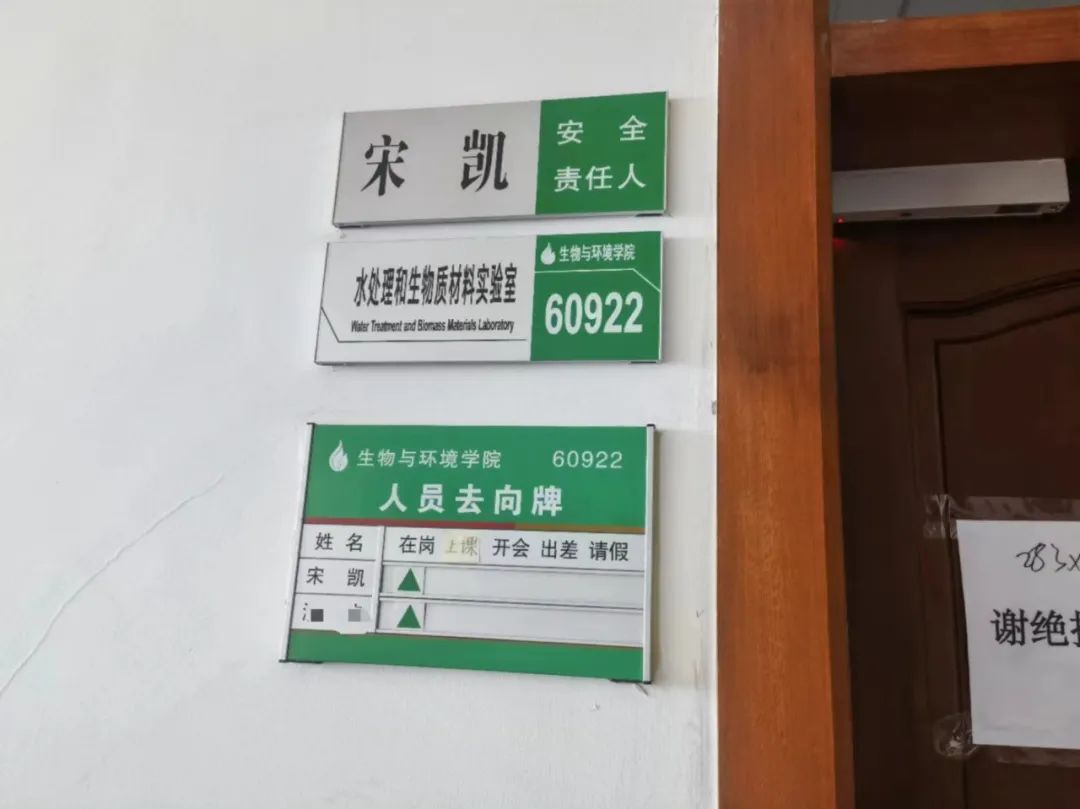 宋 凯
安 全
责任人
水处理和生物质材料实验室
Water Treatment and Biomass Materials Laboratory
生物与环境学院
60922
生物与环境学院 60922
人员去向牌
姓 名 在岗 上课 开会 出差 请假
宋 凯
谢绝